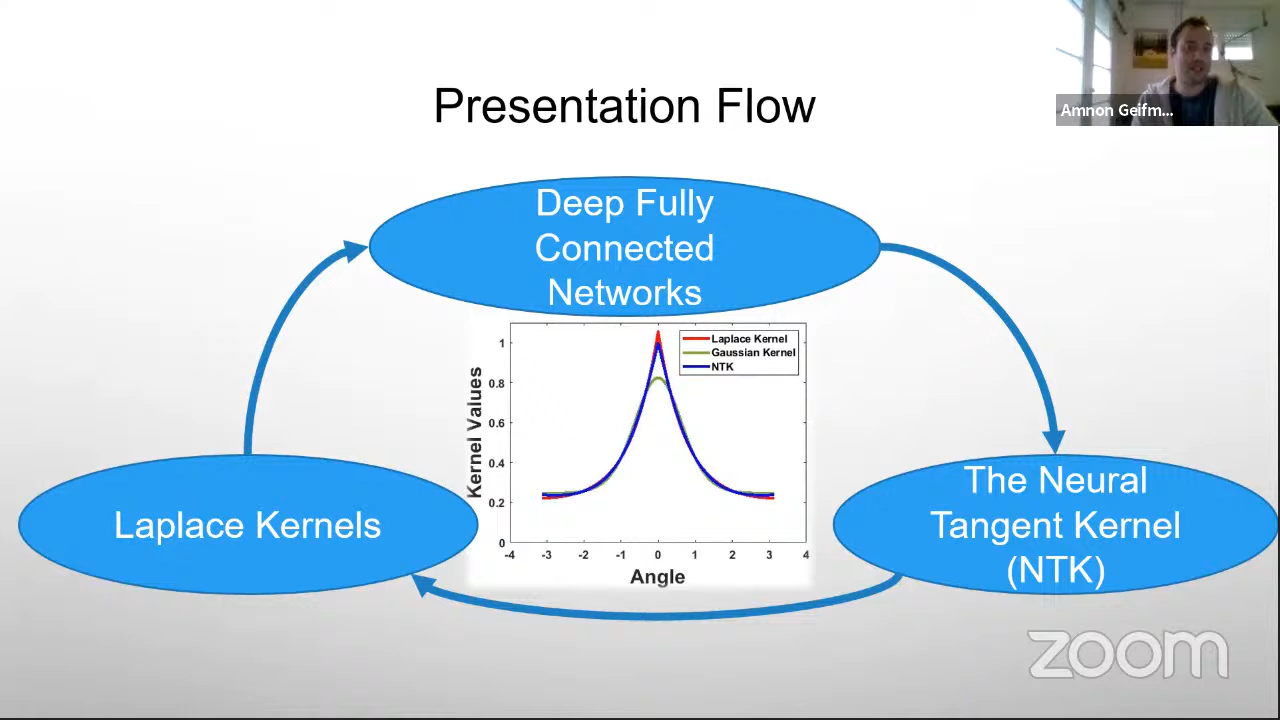 Amnon Geifm...
Presentation Flow
Deep Fully
Connected
Networks
Laplace Kernel
Gaussian Kernel
NTK
Kernel Values
1
0.8
0.6
0.4
0.2
0
-4 -3 -2 -1 0 1 2 3 4
Angle
Laplace Kernels
The Neural
Tangent Kernel
(NTK)
zoom